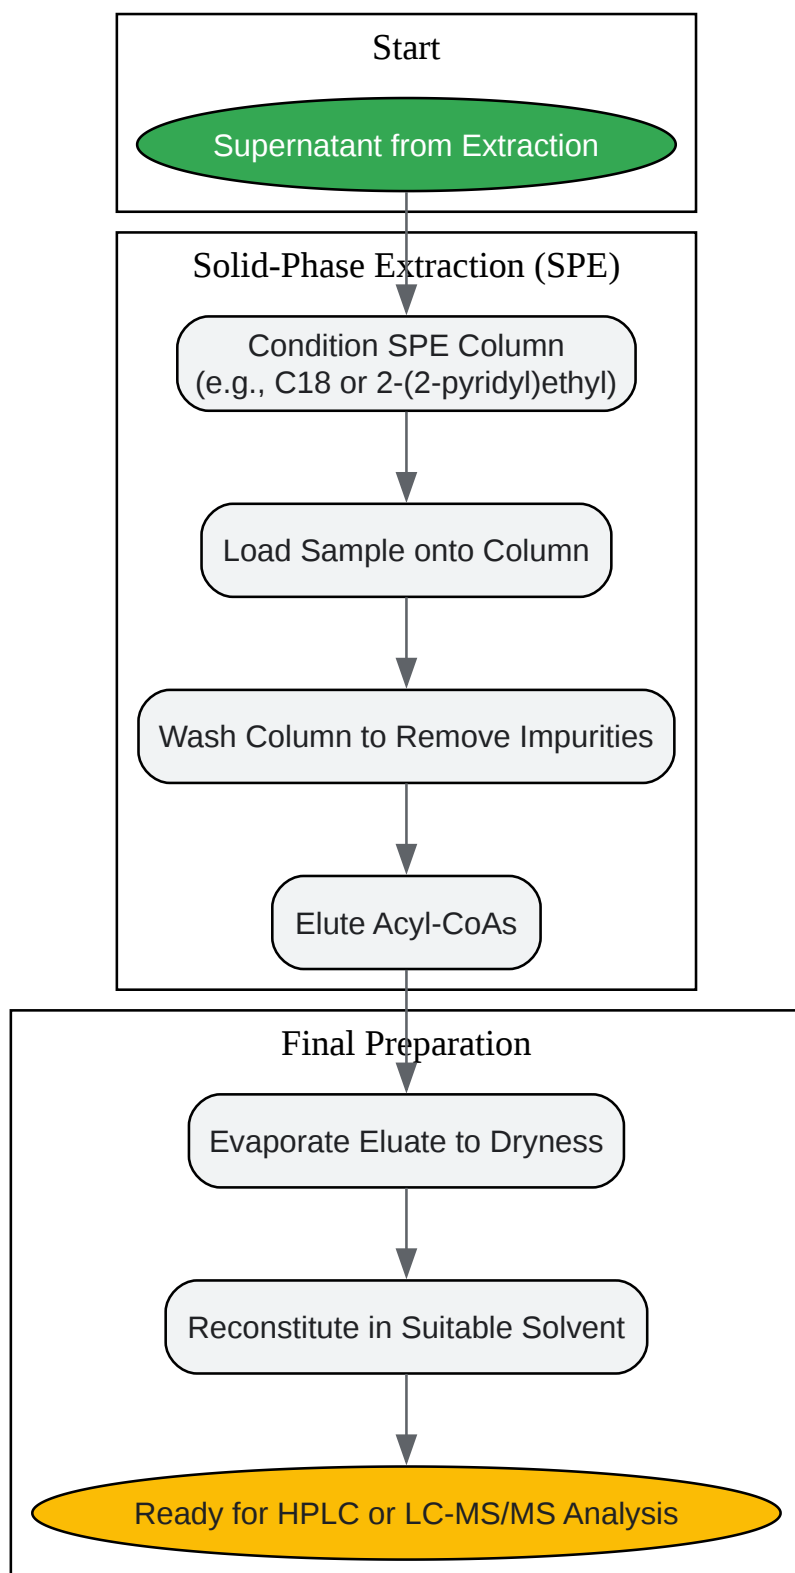 Start
Supernatant from Extraction
Solid-Phase Extraction (SPE)
Condition SPE Column
(e.g., C18 or 2-(2-pyridyl)ethyl)
Load Sample onto Column
Wash Column to Remove Impurities
Elute Acyl-CoAs
Final Preparation
Evaporate Eluate to Dryness
Reconstitute in Suitable Solvent
Ready for HPLC or LC-MS/MS Analysis